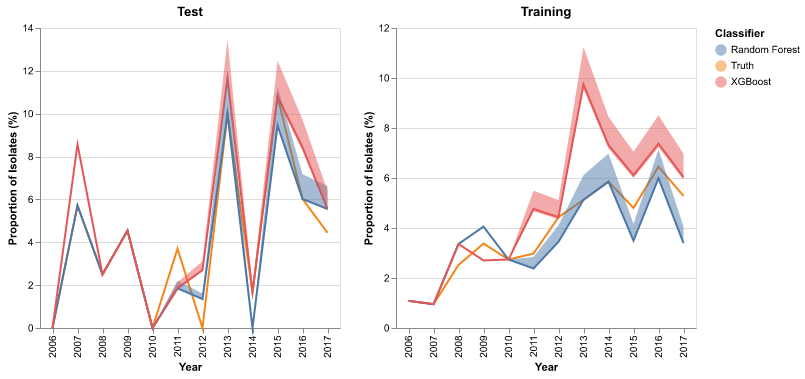 Test
Proportion of Isolates (%)
14
12
10
8
6
4
2
0
2006 2007 2008 2009 2010 2011 2012 2013 2014 2015 2016 2017
Year
Training
Proportion of Isolates (%)
12
10
8
6
4
2
0
2006 2007 2008 2009 2010 2011 2012 2013 2014 2015 2016 2017
Year
Classifier
Random Forest
Truth
XGBoost